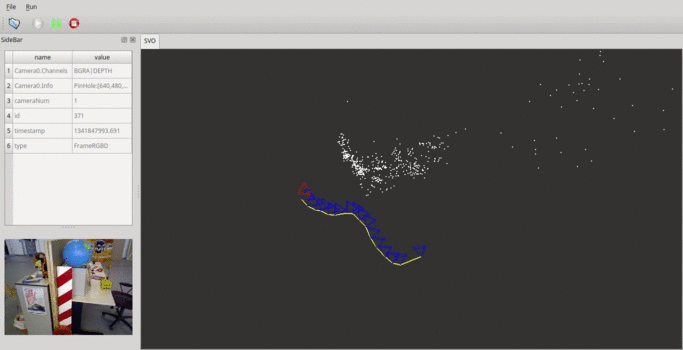 File Run
SideBar
SVO
name value
1 Camera0.Channels BGRA|DEPTH
2 Camera0.Info PinHole:[640,480,...
3 cameraNum 1
4 id 371
5 timestamp 1341847993.691
6 type FrameRGBD